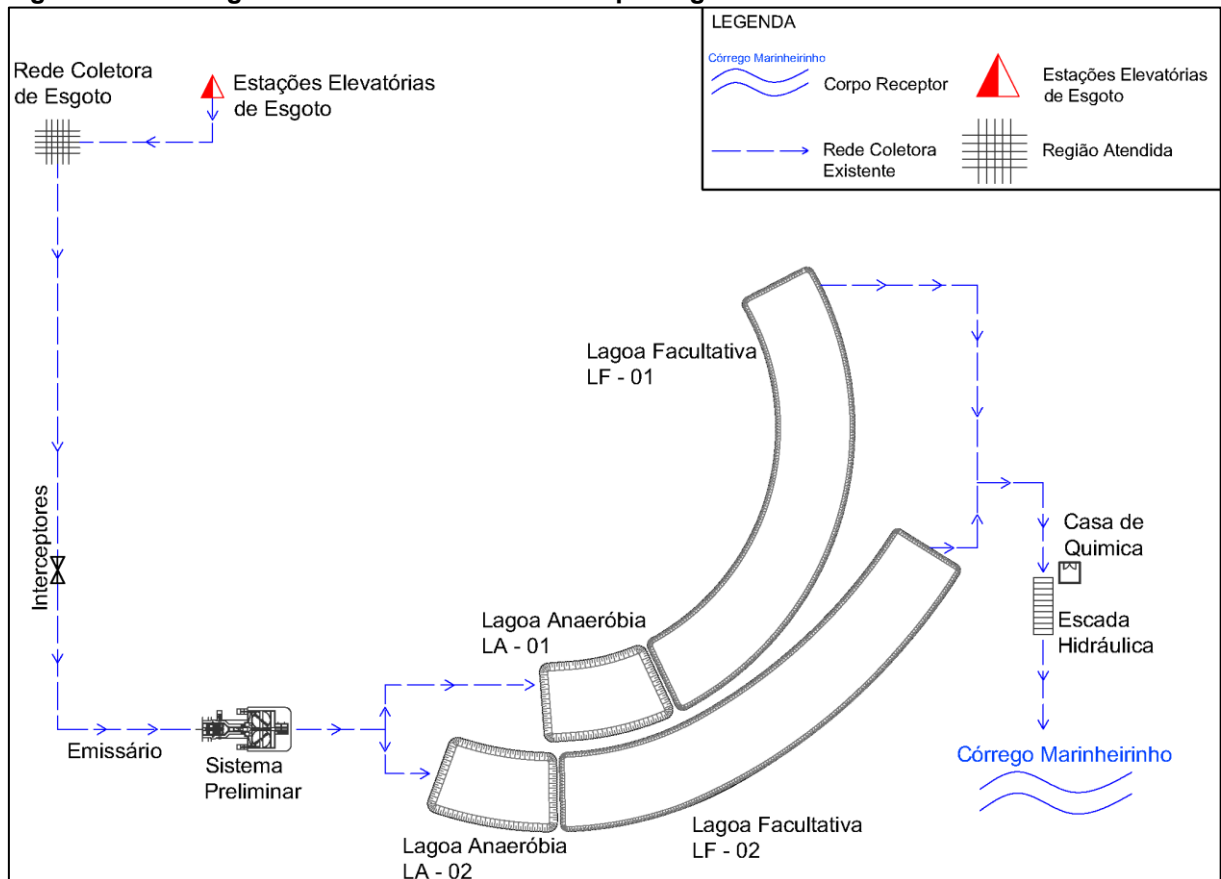 LEGENDA
Córrego Marinheirinho
Corpo Receptor
Estações Elevatórias
de Esgoto
Rede Coletora
Existente
Região Atendida
Rede Coletora
de Esgoto
Estações Elevatórias
de Esgoto
Lagoa Facultativa
LF - 01
Interceptores
Casa de
Quimica
Lagoa Anaeróbia
LA - 01
Escada
Hidráulica
Emissário
Sistema
Preliminar
Córrego Marinheirinho
Lagoa Facultativa
LF - 02
Lagoa Anaeróbia
LA - 02